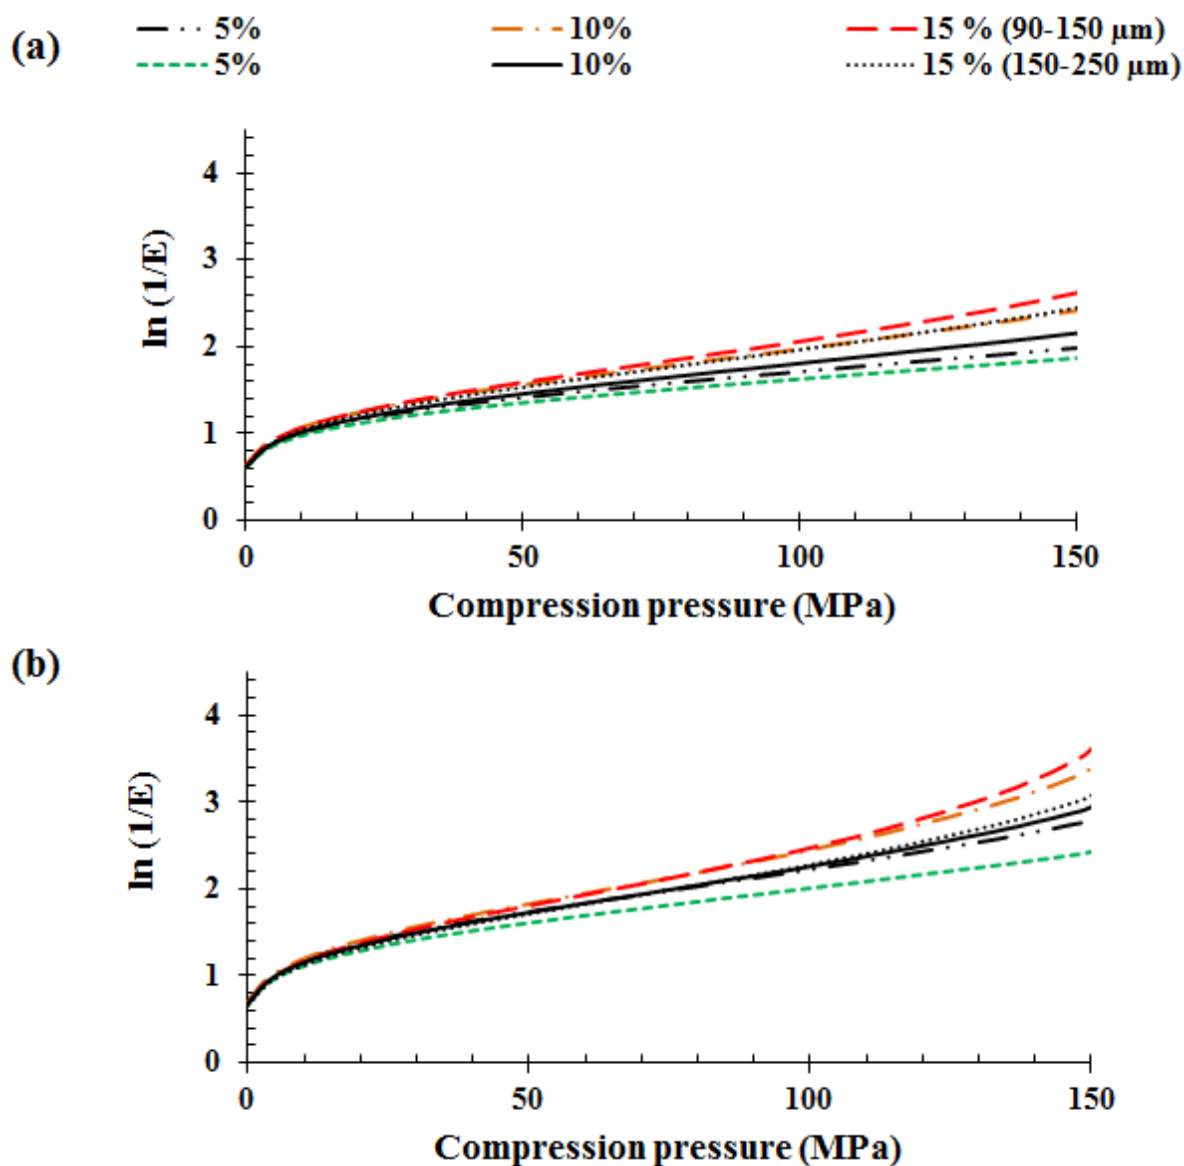 (a)
5% 10% 15 % (90-150 µm)
5% 10% 15 % (150-250 µm)
4
3
2
1
0
ln (1/E)
0 50 100 150
Compression pressure (MPa)
(b)
4
3
2
1
0
ln (1/E)
0 50 100 150
Compression pressure (MPa)